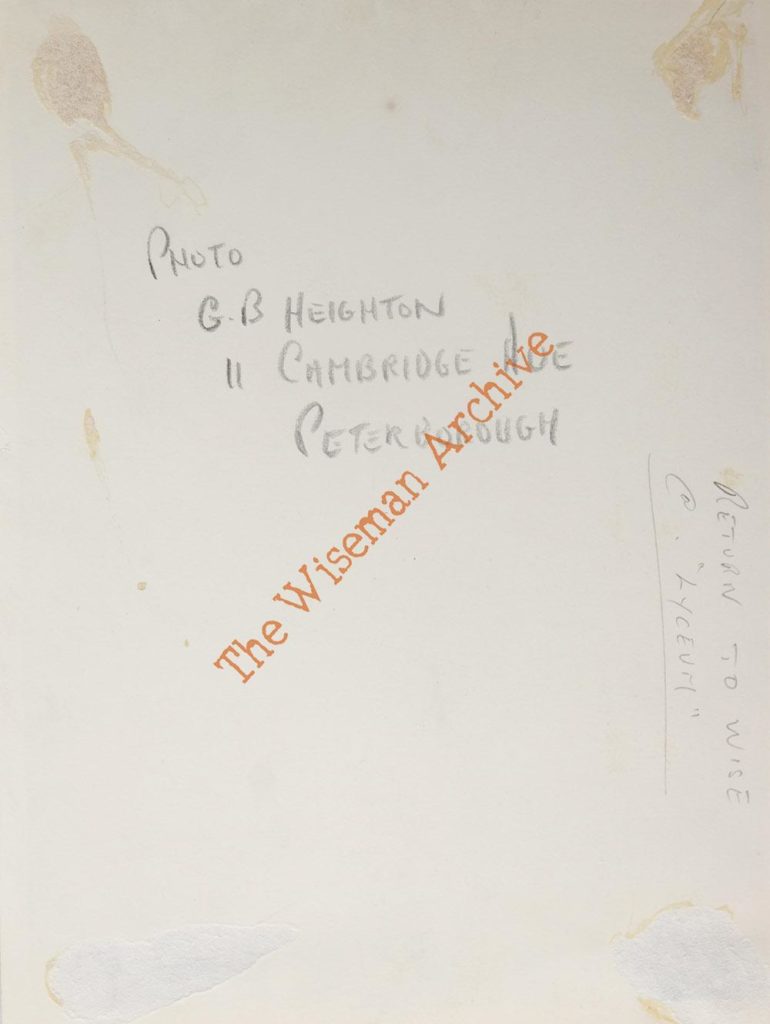 PHOTO
G.B HEIGHTON
11 CAMBRIDGE AVE
PETERBOROUGH
The Wiseman Archive
RETURN TO WISE
@. "LYCEUM"